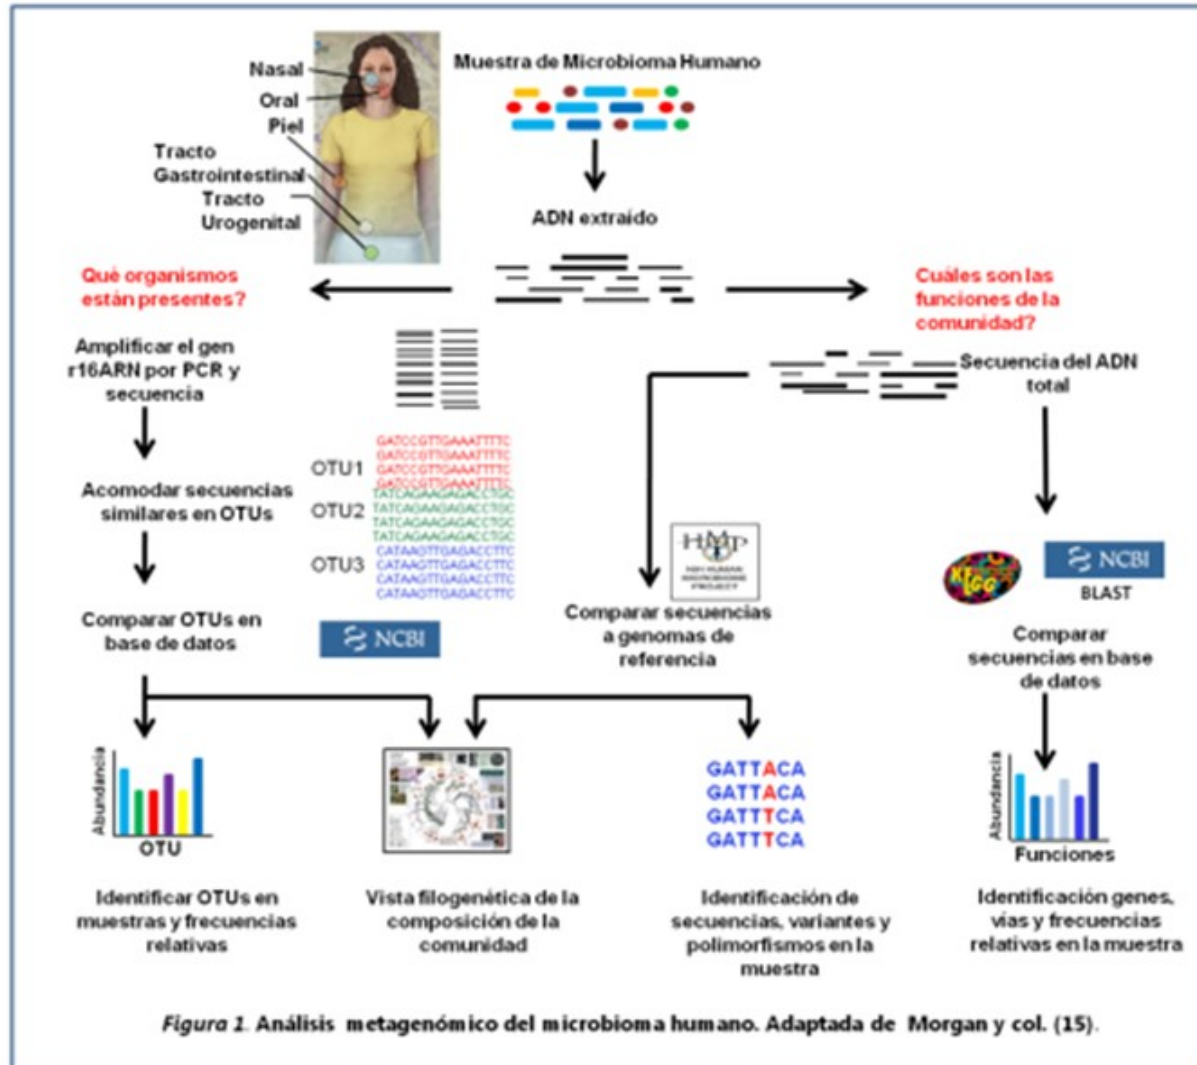 Nasal
Oral
Piel
Tracto
Gastrointestinal
Tracto
Urogenital
Muestra de Microbioma Humano
ADN extraído
Qué organismos
están presentes?
Cuáles son las
funciones de la
comunidad?
Amplificar el gen
r16ARN por PCR y
secuencia
Secuencia del ADN
total
Acomodar secuencias
similares en OTUs
OTU1
GATCCGTTGAAATTTTC
GATCCGTTGAAATTTTC
GATCCGTTGAAATTTTC
GATCCGTTGAAATTTTC
OTU2
TATCAGAAGAGACCTGC
TATCAGAAGAGACCTGC
TATCAGAAGAGACCTGC
TATCAGAAGAGACCTGC
OTU3
CATAAGTTGAGACCTTC
CATAAGTTGAGACCTTC
CATAAGTTGAGACCTTC
CATAAGTTGAGACCTTC
Comparar OTUs en
base de datos
NCBI
HMP
NIH HUMAN
MICROBIOME
PROJECT
Comparar secuencias
a genomas de
referencia
KEGG
NCBI
BLAST
Comparar
secuencias en base
de datos
Abundancia
OTU
Identificar OTUs en
muestras y frecuencias
relativas
Vista filogenética de la
composición de la
comunidad
GATTACA
GATTACA
GATTTCA
GATTTCA
Identificación de
secuencias, variantes y
polimorfismos en la
muestra
Abundancia
Funciones
Identificación genes,
vías y frecuencias
relativas en la muestra
Figura 1. Análisis metagenómico del microbioma humano. Adaptada de Morgan y col. (15).